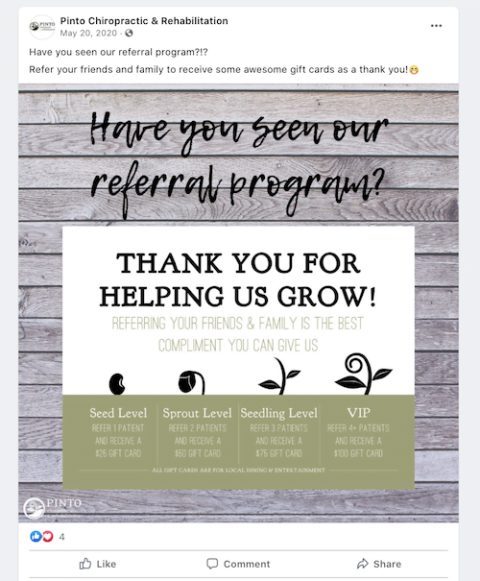 Pinto Chiropractic & Rehabilitation
May 20, 2020 ·
Have you seen our referral program?!?
Refer your friends and family to receive some awesome gift cards as a thank you!😁
Have you seen our
referral program?
THANK YOU FOR
HELPING US GROW!
REFERRING YOUR FRIENDS & FAMILY IS THE BEST
COMPLIMENT YOU CAN GIVE US
Seed Level
REFER 1 PATIENT
AND RECEIVE A
$25 GIFT CARD
Sprout Level
REFER 2 PATIENTS
AND RECEIVE A
$50 GIFT CARD
Seedling Level
REFER 3 PATIENTS
AND RECEIVE A
$75 GIFT CARD
VIP
REFER 4+ PATIENTS
AND RECEIVE A
$100 GIFT CARD
ALL GIFT CARDS ARE FOR LOCAL DINING & ENTERTAINMENT
PINTO
4
Like
Comment
Share